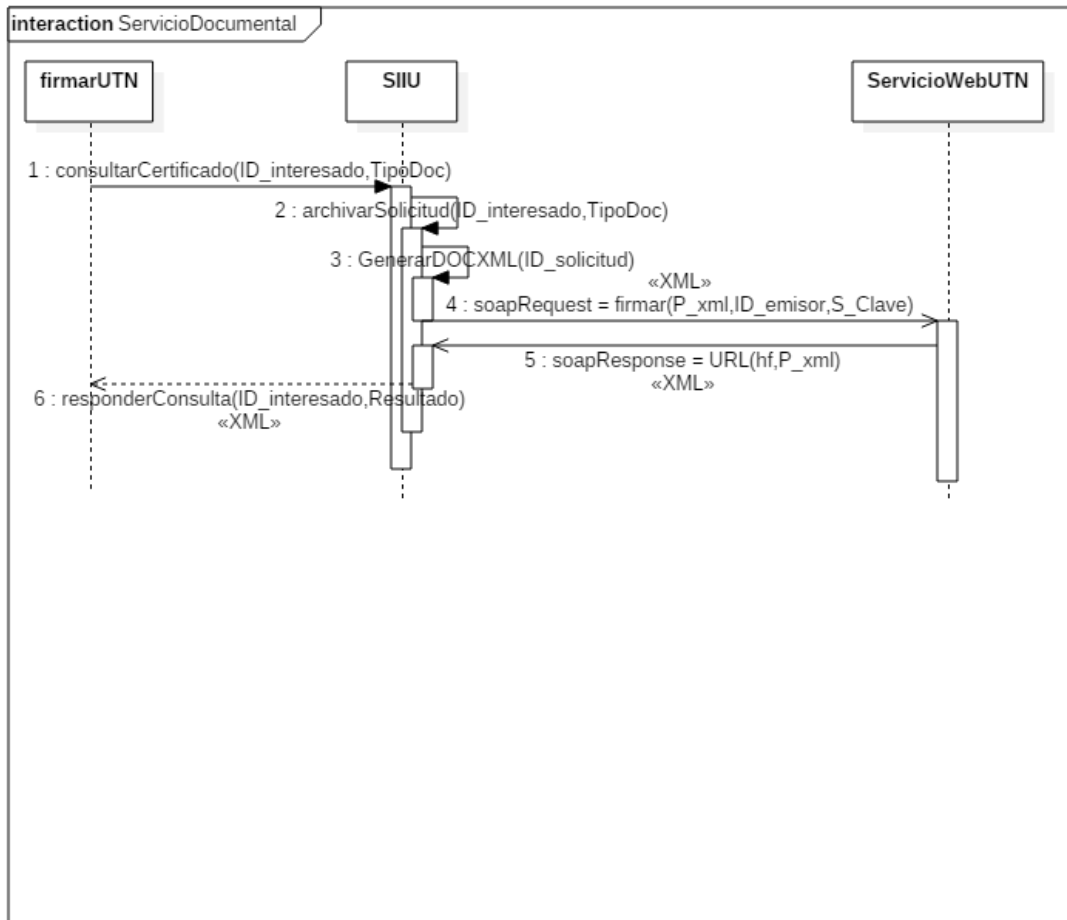 interaction ServicioDocumental
firmarUTN
SIIU
ServicioWebUTN
1 : consultarCertificado(ID_interesado,TipoDoc)
2 : archivarSolicitud(ID_interesado,TipoDoc)
3 : GenerarDOCXML(ID_solicitud)
«XML»
4 : soapRequest = firmar(P_xml,ID_emisor,S_Clave)
5 : soapResponse = URL(hf,P_xml)
«XML»
6 : responderConsulta(ID_interesado,Resultado)
«XML»